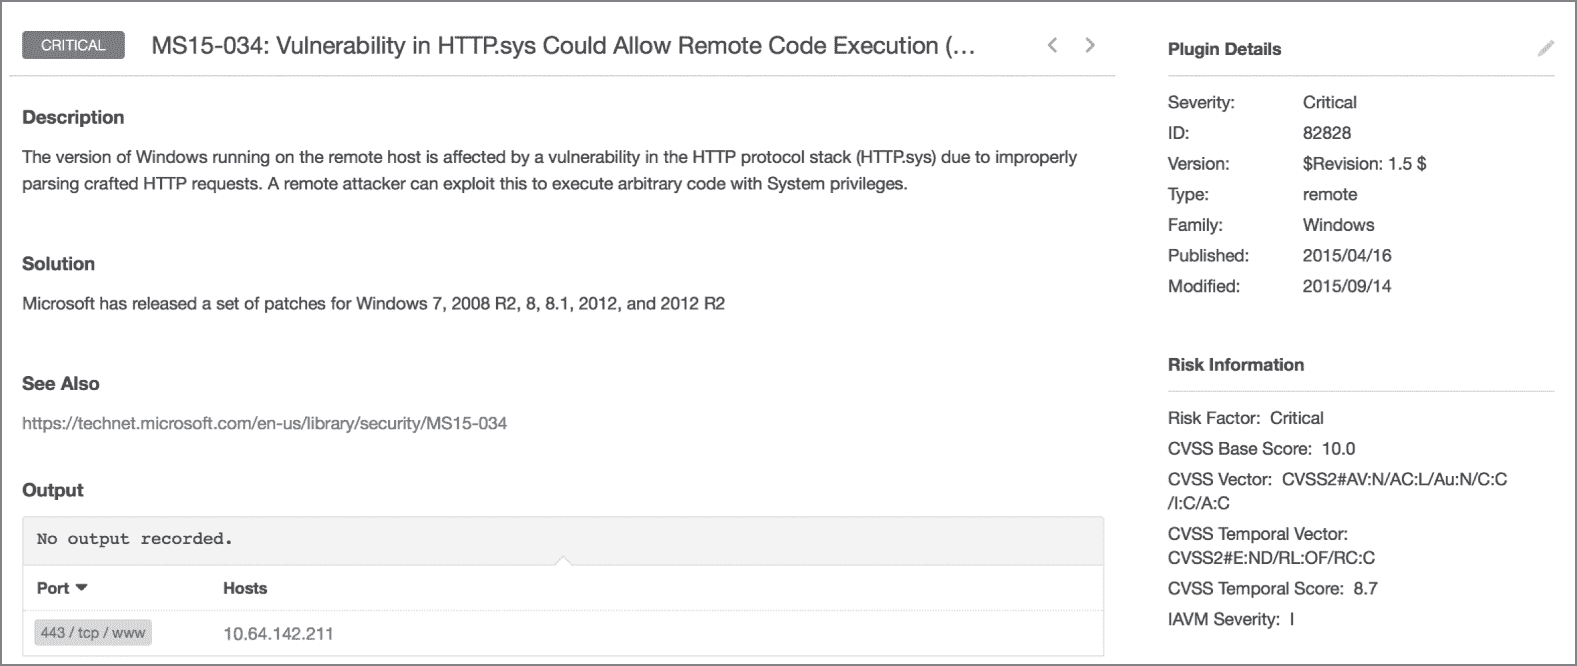 CRITICAL MS15-034: Vulnerability in HTTP.sys Could Allow Remote Code Execution (...
Description
The version of Windows running on the remote host is affected by a vulnerability in the HTTP protocol stack (HTTP.sys) due to improperly
parsing crafted HTTP requests. A remote attacker can exploit this to execute arbitrary code with System privileges.
Solution
Microsoft has released a set of patches for Windows 7, 2008 R2, 8, 8.1, 2012, and 2012 R2
See Also
https://technet.microsoft.com/en-us/library/security/MS15-034
Output
No output recorded.
Port Hosts
443 / tcp / www 10.64.142.211
Plugin Details
Severity: Critical
ID: 82828
Version: $Revision: 1.5 $
Type: remote
Family: Windows
Published: 2015/04/16
Modified: 2015/09/14
Risk Information
Risk Factor: Critical
CVSS Base Score: 10.0
CVSS Vector: CVSS2#AV:N/AC:L/Au:N/C:C
/I:C/A:C
CVSS Temporal Vector:
CVSS2#E:ND/RL:OF/RC:C
CVSS Temporal Score: 8.7
IAVM Severity: I